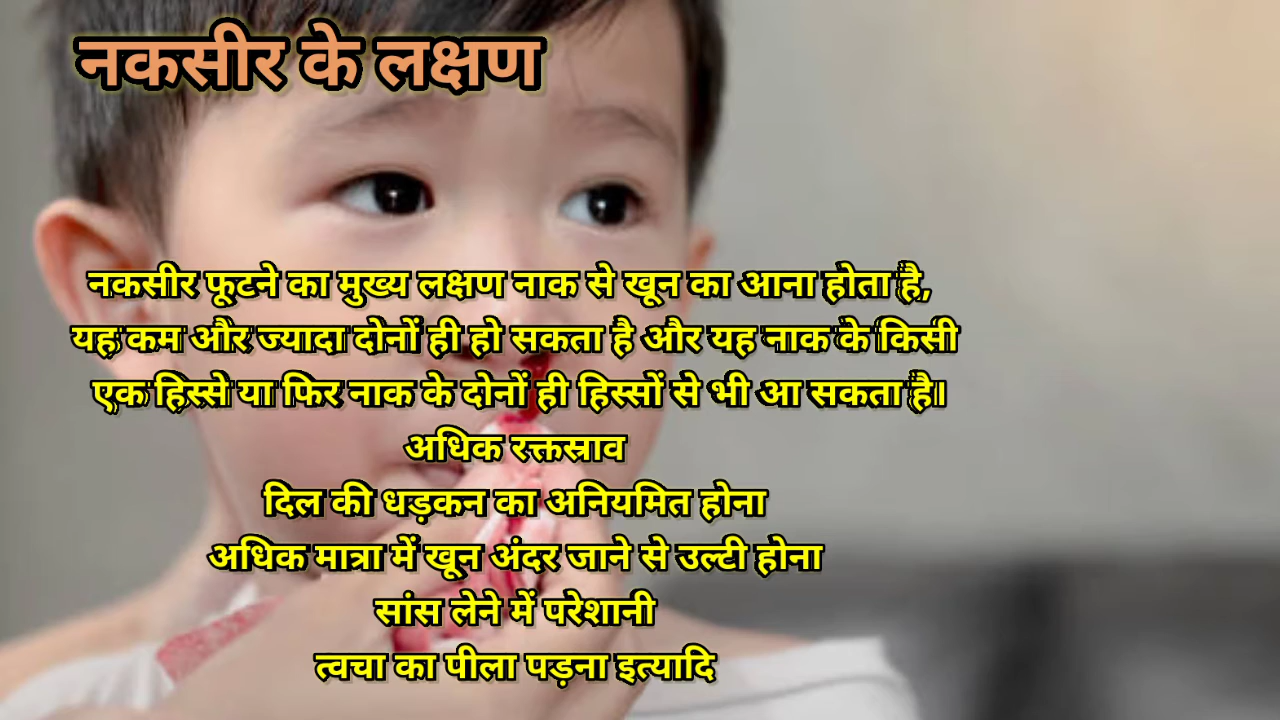 नकसीर के लक्षण
नकसीर फूटने का मुख्य लक्षण नाक से खून का आना होता है,
यह कम और ज्यादा दोनों ही हो सकता है और यह नाक के किसी
एक हिस्से या फिर नाक के दोनों ही हिस्सों से भी आ सकता है।
अधिक रक्तस्राव
दिल की धड़कन का अनियमित होना
अधिक मात्रा में खून अंदर जाने से उल्टी होना
सांस लेने में परेशानी
त्वचा का पीला पड़ना इत्यादि